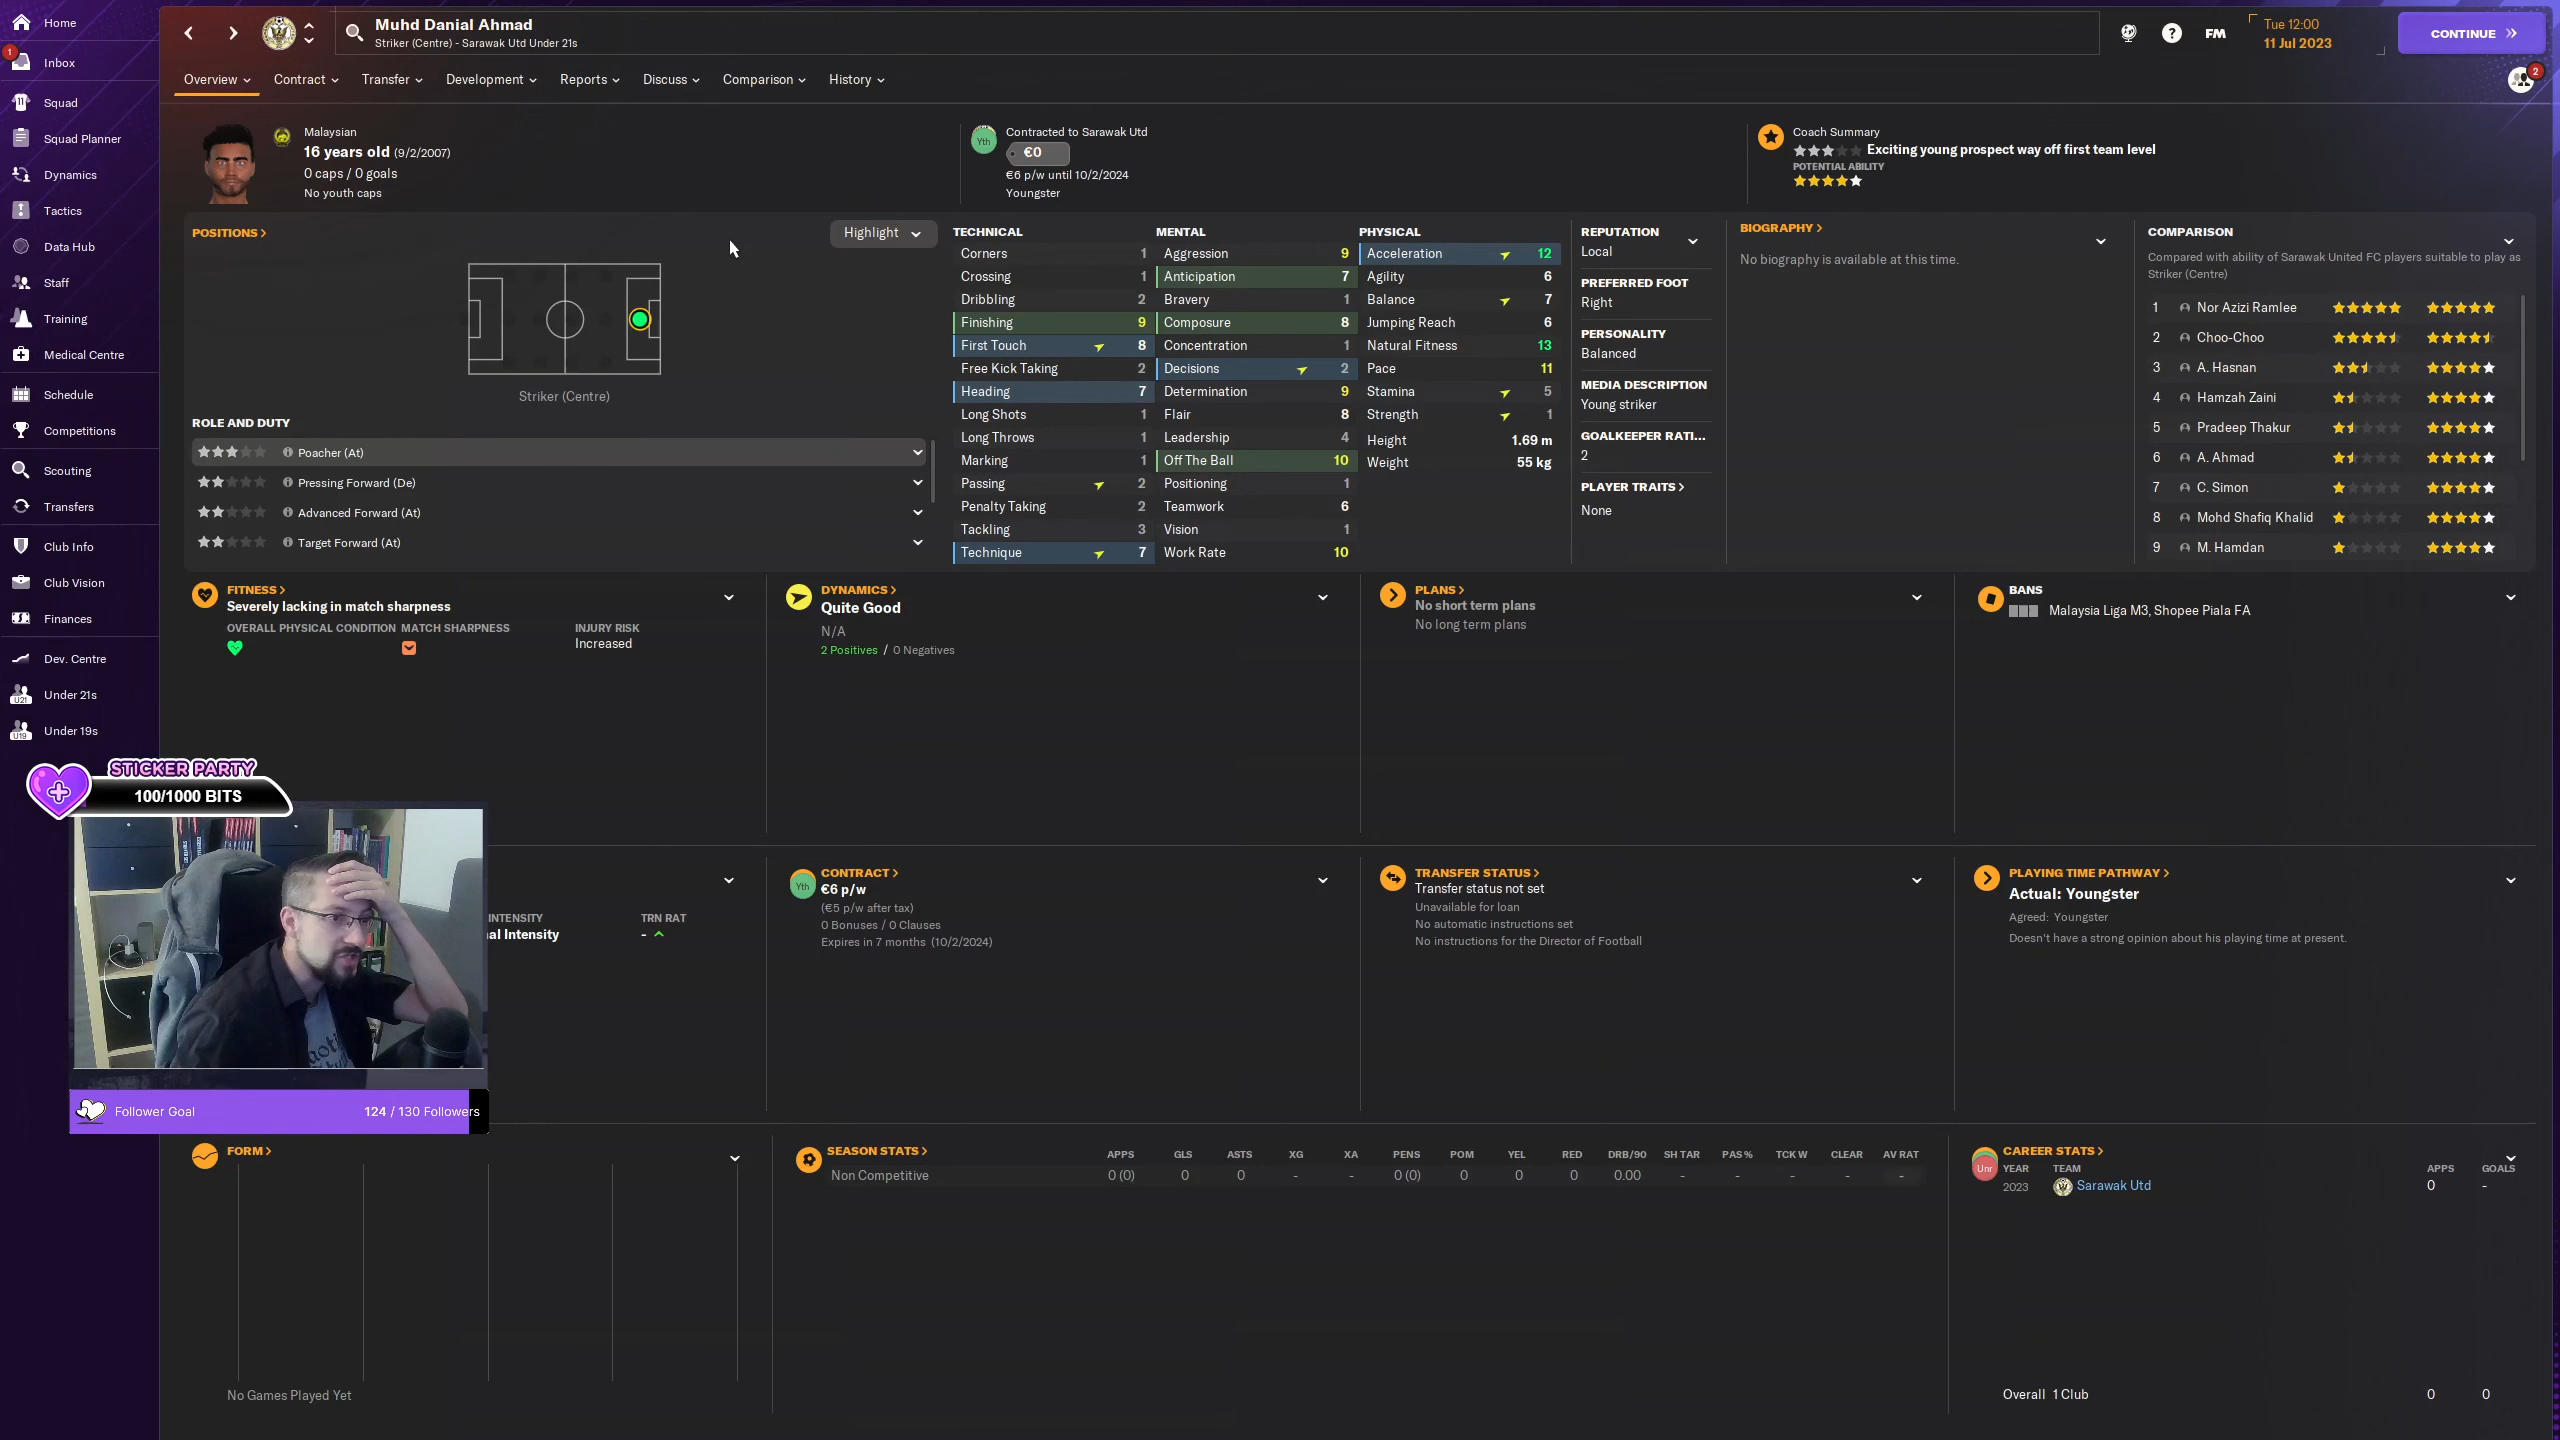 Home
1
Inbox
Squad
Squad Planner
Dynamics
Tactics
Data Hub
Staff
Training
Medical Centre
Schedule
Competitions
Scouting
Transfers
Club Info
Club Vision
Finances
Dev. Centre
U21 Under 21s
U19 Under 19s
Muhd Danial Ahmad
Striker (Centre) - Sarawak Utd Under 21s
? FM
Tue 12:00
11 Jul 2023
CONTINUE
Overview Contract Transfer Development Reports Discuss Comparison History
2
Malaysian
16 years old (9/2/2007)
0 caps / 0 goals
No youth caps
Yth
Contracted to Sarawak Utd
€0
€6 p/w until 10/2/2024
Youngster
Coach Summary
Exciting young prospect way off first team level
POTENTIAL ABILITY
POSITIONS >
Highlight
Striker (Centre)
ROLE AND DUTY
Poacher (At)
Pressing Forward (De)
Advanced Forward (At)
Target Forward (At)
TECHNICAL
Corners 1
Crossing 1
Dribbling 2
Finishing 9
First Touch 8
Free Kick Taking 2
Heading 7
Long Shots 1
Long Throws 1
Marking 1
Passing 2
Penalty Taking 2
Tackling 3
Technique 7
MENTAL
Aggression 9
Anticipation 7
Bravery 1
Composure 8
Concentration 1
Decisions 2
Determination 9
Flair 8
Leadership 4
Off The Ball 10
Positioning 1
Teamwork 6
Vision 1
Work Rate 10
PHYSICAL
Acceleration 12
Agility 6
Balance 7
Jumping Reach 6
Natural Fitness 13
Pace 11
Stamina 5
Strength 1
Height 1.69 m
Weight 55 kg
REPUTATION
Local
PREFERRED FOOT
Right
PERSONALITY
Balanced
MEDIA DESCRIPTION
Young striker
GOALKEEPER RATI...
2
PLAYER TRAITS >
None
BIOGRAPHY >
No biography is available at this time.
COMPARISON
Compared with ability of Sarawak United FC players suitable to play as
Striker (Centre)
1 Nor Azizi Ramlee
2 Choo-Choo
3 A. Hasnan
4 Hamzah Zaini
5 Pradeep Thakur
6 A. Ahmad
7 C. Simon
8 Mohd Shafiq Khalid
9 M. Hamdan
FITNESS >
Severely lacking in match sharpness
OVERALL PHYSICAL CONDITION MATCH SHARPNESS INJURY RISK
Increased
DYNAMICS >
Quite Good
N/A
2 Positives / 0 Negatives
PLANS >
No short term plans
No long term plans
BANS
Malaysia Liga M3, Shopee Piala FA
STICKER PARTY
100/1000 BITS
INTENSITY TRN RAT
al Intensity -
Follower Goal 124 / 130 Followers
Yth
CONTRACT >
€6 p/w
(€5 p/w after tax)
0 Bonuses / 0 Clauses
Expires in 7 months (10/2/2024)
TRANSFER STATUS >
Transfer status not set
Unavailable for loan
No automatic instructions set
No instructions for the Director of Football
PLAYING TIME PATHWAY >
Actual: Youngster
Agreed: Youngster
Doesn't have a strong opinion about his playing time at present.
FORM >
No Games Played Yet
SEASON STATS > APPS GLS ASTS XG XA PENS POM YEL RED DRB/90 SH TAR PAS % TCK W CLEAR AV RAT
Non Competitive 0 (0) 0 0 - - 0 (0) 0 0 0 0.00 - - - - -
Unr
CAREER STATS >
YEAR TEAM APPS GOALS
2023 Sarawak Utd 0 -
Overall 1 Club 0 0